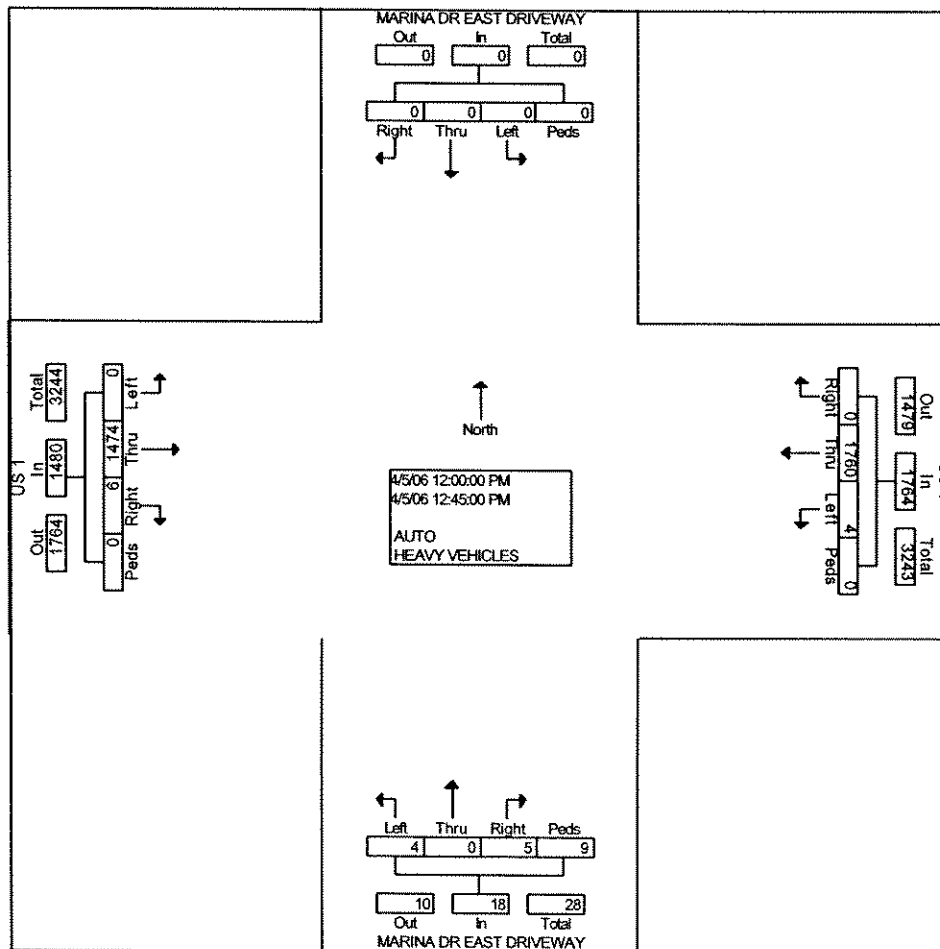 MARINA DR EAST DRIVEWAY
Out In Total
0 0 0
0 0 0 0
Right Thru Left Peds
US 1
Total In Out
3244 1480 1764
0 1474 6 0
Left Thru Right Peds
North
4/5/06 12:00:00 PM
4/5/06 12:45:00 PM
AUTO
HEAVY VEHICLES
Right Thru Left Peds
0 1760 4 0
1479 1764 3243
Out In Total
Left Thru Right Peds
4 0 5 9
10 18 28
Out In Total
MARINA DR EAST DRIVEWAY